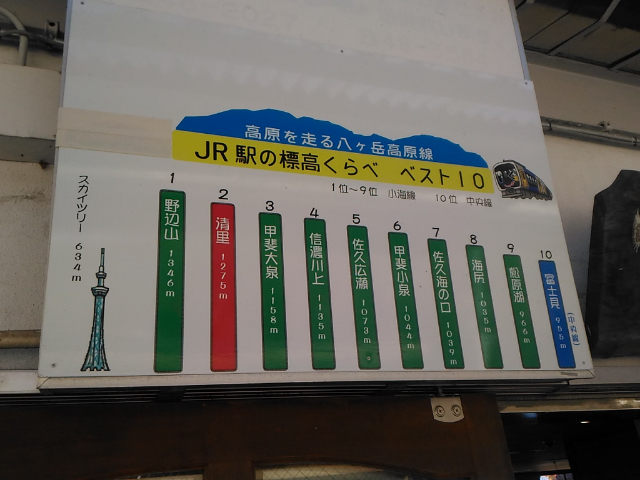 高原を走る八ヶ岳高原線
JR駅の標高くらべ ベスト10
1位～9位 小海線 10位 中央線
スカイツリー 634m
1 野辺山 1346m
2 清里 1275m
3 甲斐大泉 1158m
4 信濃川上 1135m
5 佐久広瀬 1073m
6 甲斐小泉 1044m
7 佐久海の口 1039m
8 海尻 1035m
9 松原湖 966m
10 富士見 955m (中央線)